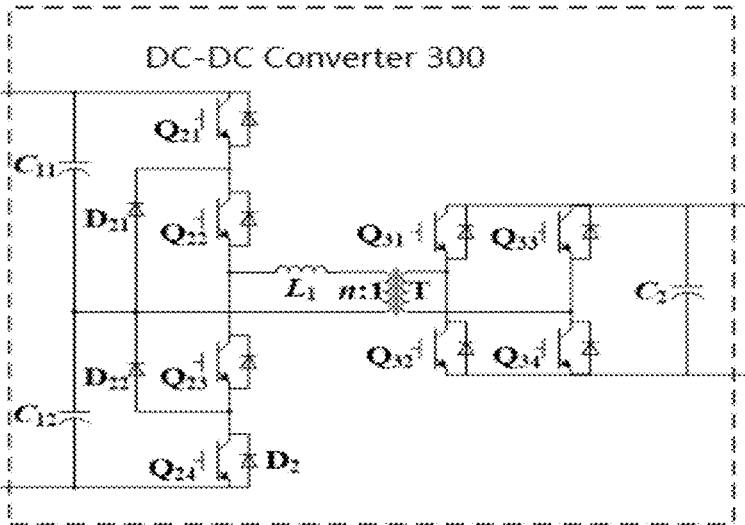 DC-DC Converter 300
Q21
C11
D21
Q22
Q31
Q33
L1
n:1
T
C2
D22
Q23
Q32
Q34
C12
Q24
D2